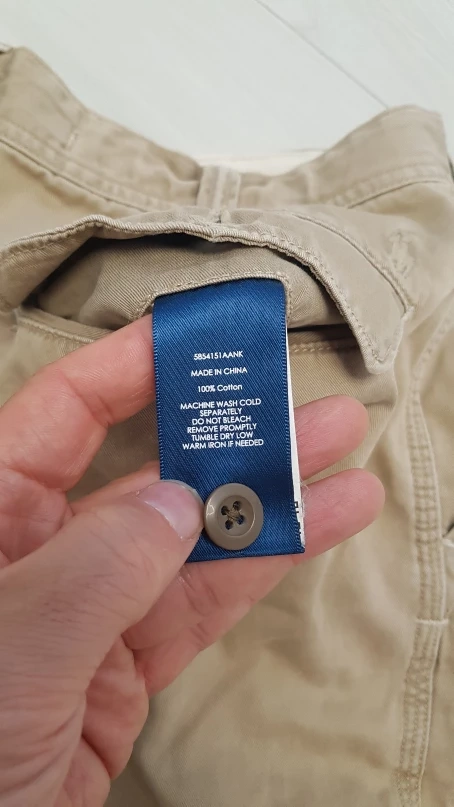 5854151AANK
MADE IN CHINA
100% Cotton
MACHINE WASH COLD
SEPARATELY
DO NOT BLEACH
REMOVE PROMPTLY
TUMBLE DRY LOW
WARM IRON IF NEEDED